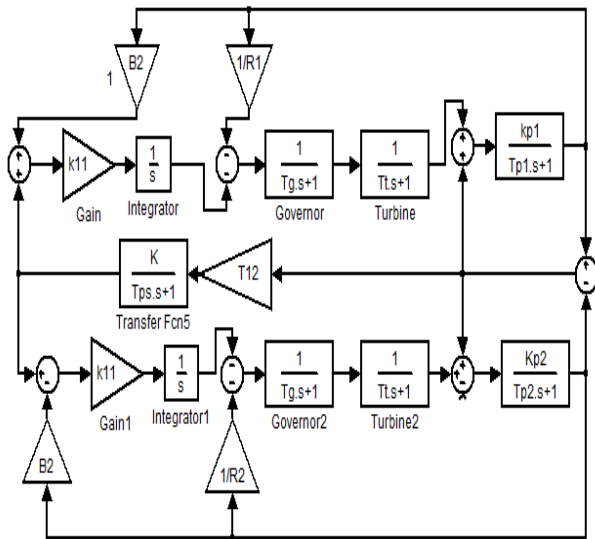 B2
1
1/R1
k11
Gain
1
s
Integrator
1
Tg.s+1
Governor
1
Tt.s+1
Turbine
kp1
Tp1.s+1
K
Tps.s+1
Transfer Fcn5
T12
k11
Gain1
1
s
Integrator1
1
Tg.s+1
Governor2
1
Tt.s+1
Turbine2
Kp2
Tp2.s+1
B2
1/R2